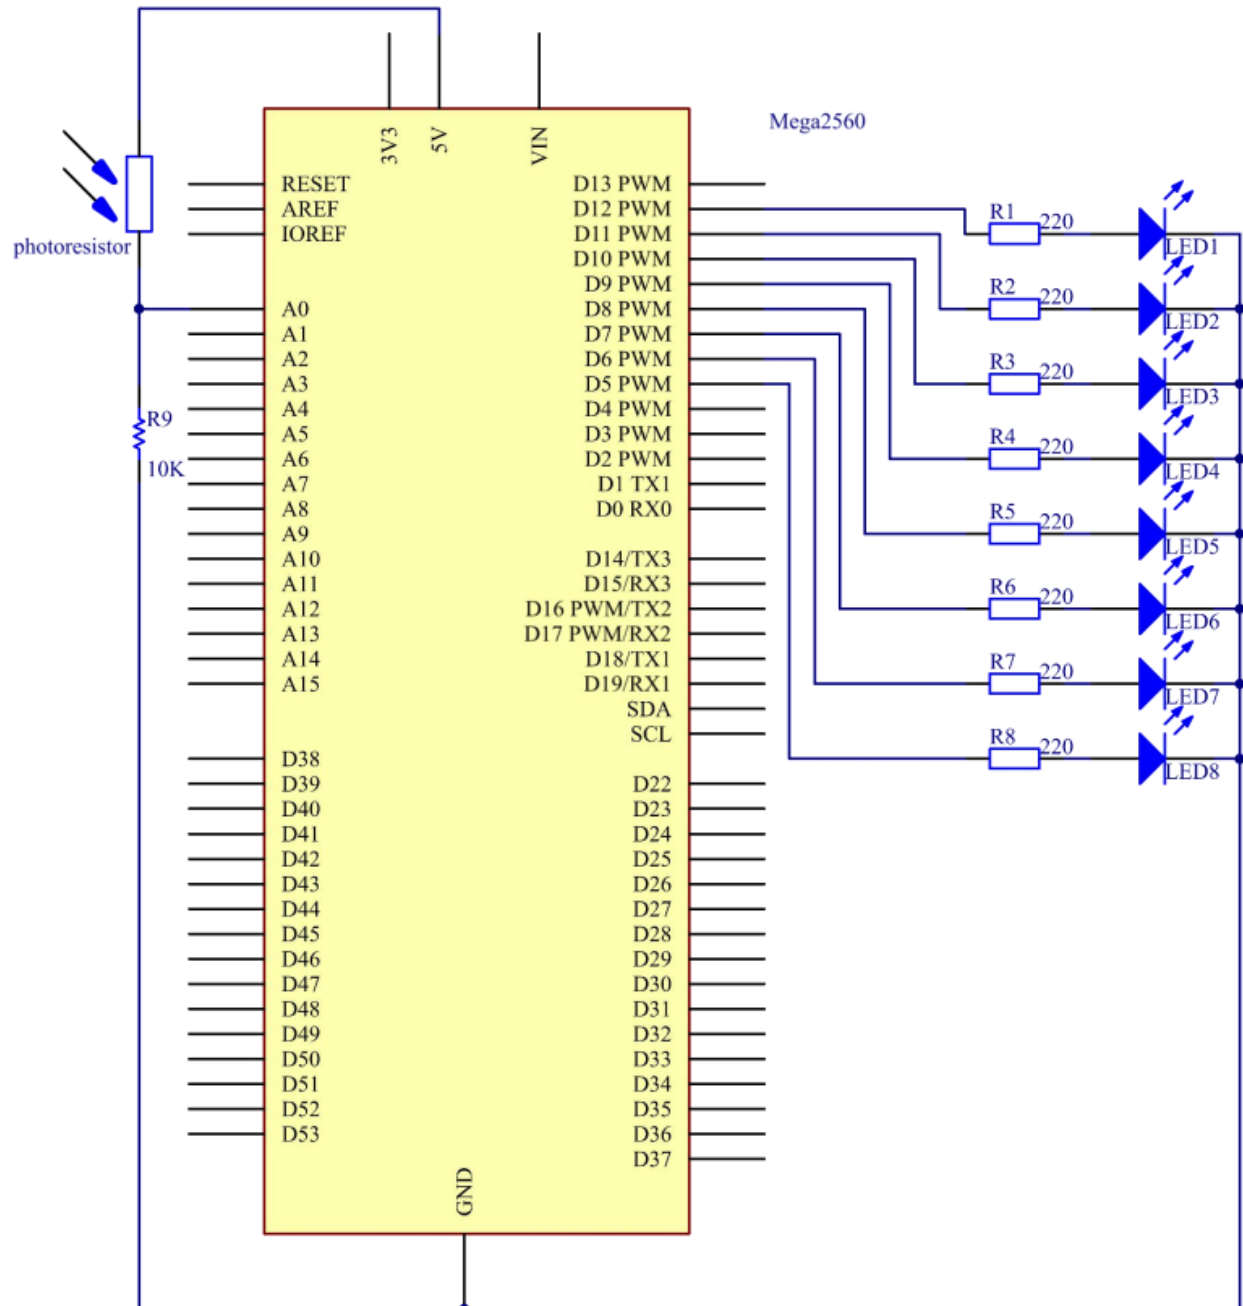 Mega2560
3V3
5V
VIN
photoresistor
R9
10K
RESET
AREF
IOREF
A0
A1
A2
A3
A4
A5
A6
A7
A8
A9
A10
A11
A12
A13
A14
A15
D38
D39
D40
D41
D42
D43
D44
D45
D46
D47
D48
D49
D50
D51
D52
D53
D13 PWM
D12 PWM
D11 PWM
D10 PWM
D9 PWM
D8 PWM
D7 PWM
D6 PWM
D5 PWM
D4 PWM
D3 PWM
D2 PWM
D1 TX1
D0 RX0
D14/TX3
D15/RX3
D16 PWM/TX2
D17 PWM/RX2
D18/TX1
D19/RX1
SDA
SCL
D22
D23
D24
D25
D26
D27
D28
D29
D30
D31
D32
D33
D34
D35
D36
D37
GND
R1 220 LED1
R2 220 LED2
R3 220 LED3
R4 220 LED4
R5 220 LED5
R6 220 LED6
R7 220 LED7
R8 220 LED8